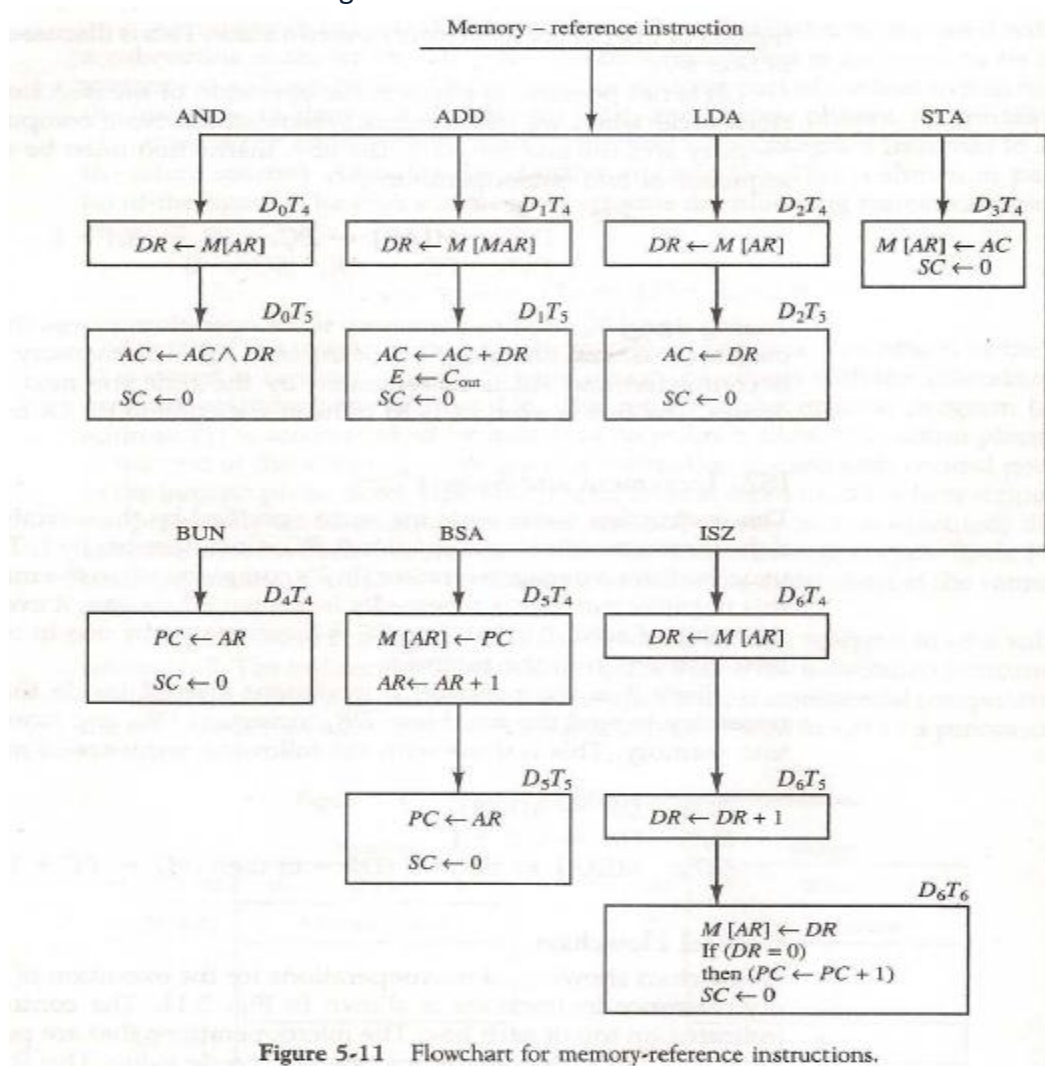 Memory – reference instruction
AND ADD LDA STA
D₀T₄ D₁T₄ D₂T₄ D₃T₄
DR ← M[AR] DR ← M [MAR] DR ← M [AR] M [AR] ← AC
SC ← 0
D₀T₅ D₁T₅ D₂T₅
AC ← AC ∧ DR AC ← AC + DR AC ← DR
SC ← 0 E ← Cout SC ← 0
SC ← 0
BUN BSA ISZ
D₄T₄ D₅T₄ D₆T₄
PC ← AR M [AR] ← PC DR ← M [AR]
SC ← 0 AR ← AR + 1
D₅T₅ D₆T₅
PC ← AR DR ← DR + 1
SC ← 0
D₆T₆
M [AR] ← DR
If (DR = 0)
then (PC ← PC + 1)
SC ← 0
Figure 5-11 Flowchart for memory-reference instructions.